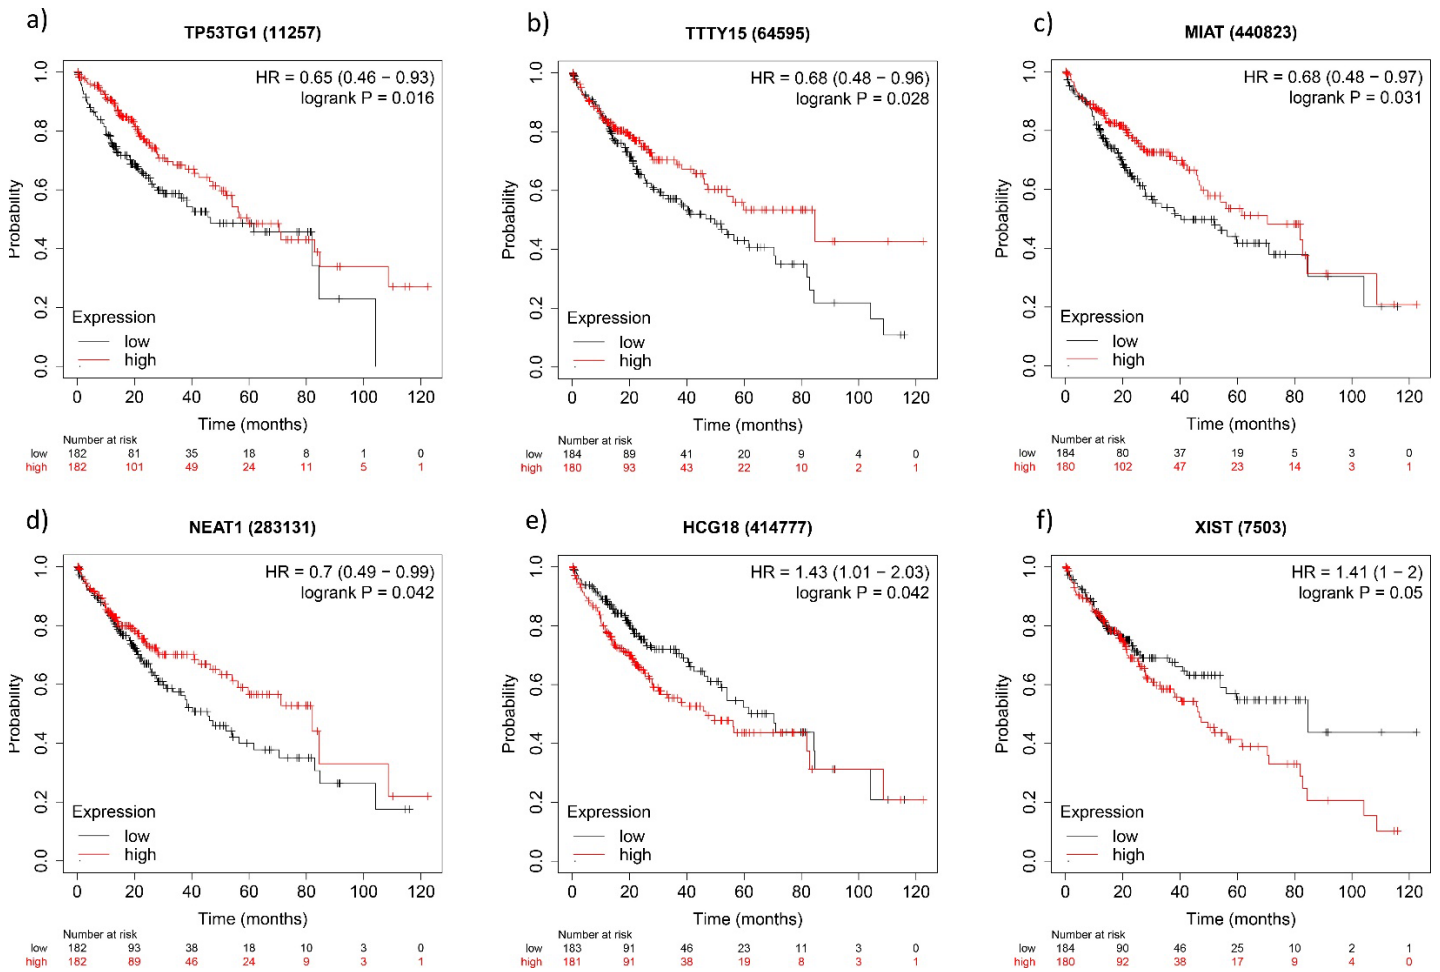 a)
TP53TG1 (11257)
HR = 0.65 (0.46 − 0.93)
logrank P = 0.016
Probability
1.0
0.8
0.6
0.4
0.2
0.0
Expression
low
high
0 20 40 60 80 100 120
Time (months)
Number at risk
low 182 81 35 18 8 1 0
high 182 101 49 24 11 5 1
b)
TTTY15 (64595)
HR = 0.68 (0.48 − 0.96)
logrank P = 0.028
Probability
1.0
0.8
0.6
0.4
0.2
0.0
Expression
low
high
0 20 40 60 80 100 120
Time (months)
Number at risk
low 184 89 41 20 9 4 0
high 180 93 43 22 10 2 1
c)
MIAT (440823)
HR = 0.68 (0.48 − 0.97)
logrank P = 0.031
Probability
1.0
0.8
0.6
0.4
0.2
0.0
Expression
low
high
0 20 40 60 80 100 120
Time (months)
Number at risk
low 184 80 37 19 5 3 0
high 180 102 47 23 14 3 1
d)
NEAT1 (283131)
HR = 0.7 (0.49 − 0.99)
logrank P = 0.042
Probability
1.0
0.8
0.6
0.4
0.2
0.0
Expression
low
high
0 20 40 60 80 100 120
Time (months)
Number at risk
low 182 93 38 18 10 3 0
high 182 89 46 24 9 3 1
e)
HCG18 (414777)
HR = 1.43 (1.01 − 2.03)
logrank P = 0.042
Probability
1.0
0.8
0.6
0.4
0.2
0.0
Expression
low
high
0 20 40 60 80 100 120
Time (months)
Number at risk
low 183 91 46 23 11 3 0
high 181 91 38 19 8 3 1
f)
XIST (7503)
HR = 1.41 (1 − 2)
logrank P = 0.05
Probability
1.0
0.8
0.6
0.4
0.2
0.0
Expression
low
high
0 20 40 60 80 100 120
Time (months)
Number at risk
low 184 90 46 25 10 2 1
high 180 92 38 17 9 4 0